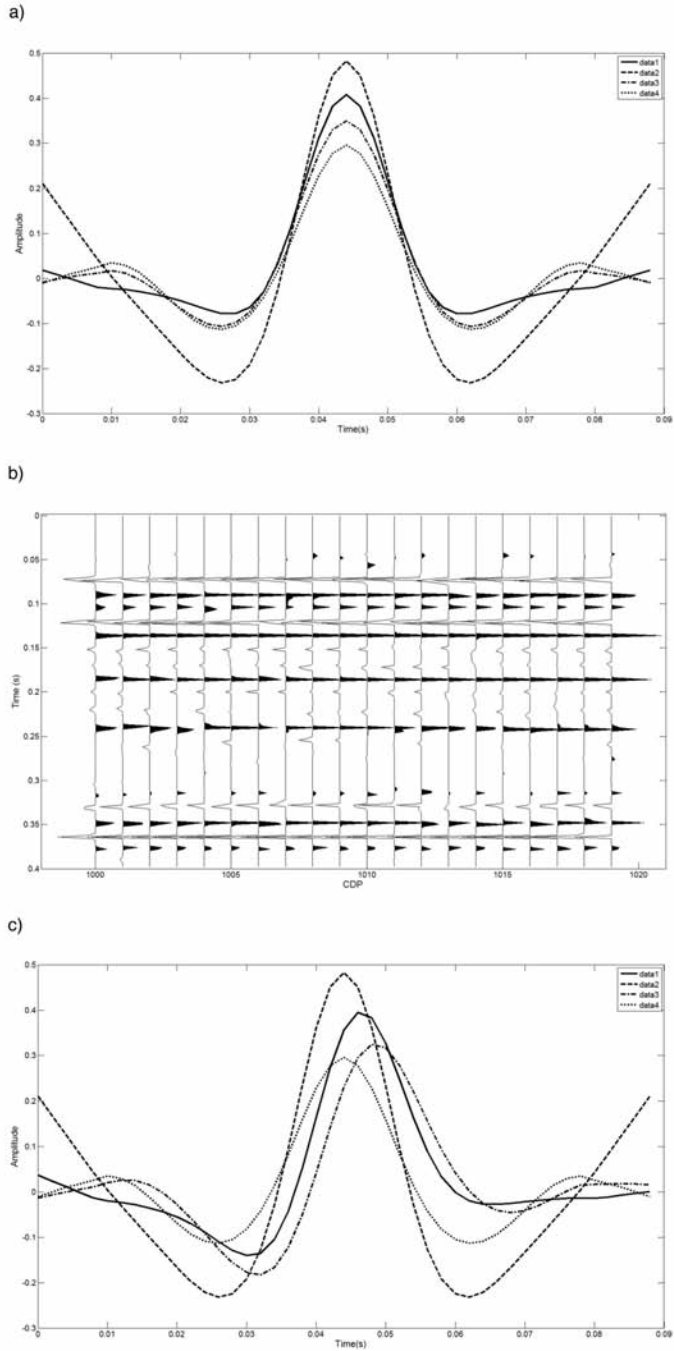 a)
0.5
0.4
0.3
0.2
0.1
0
-0.1
-0.2
-0.3
Amplitude
data1
data2
data3
data4
0 0.01 0.02 0.03 0.04 0.05 0.06 0.07 0.08 0.09
Time(s)
b)
0
0.05
0.1
0.15
0.2
0.25
0.3
0.35
0.4
Time (s)
1000 1005 1010 1015 1020
CDP
c)
0.5
0.4
0.3
0.2
0.1
0
-0.1
-0.2
-0.3
Amplitude
data1
data2
data3
data4
0 0.01 0.02 0.03 0.04 0.05 0.06 0.07 0.08 0.09
Time(s)